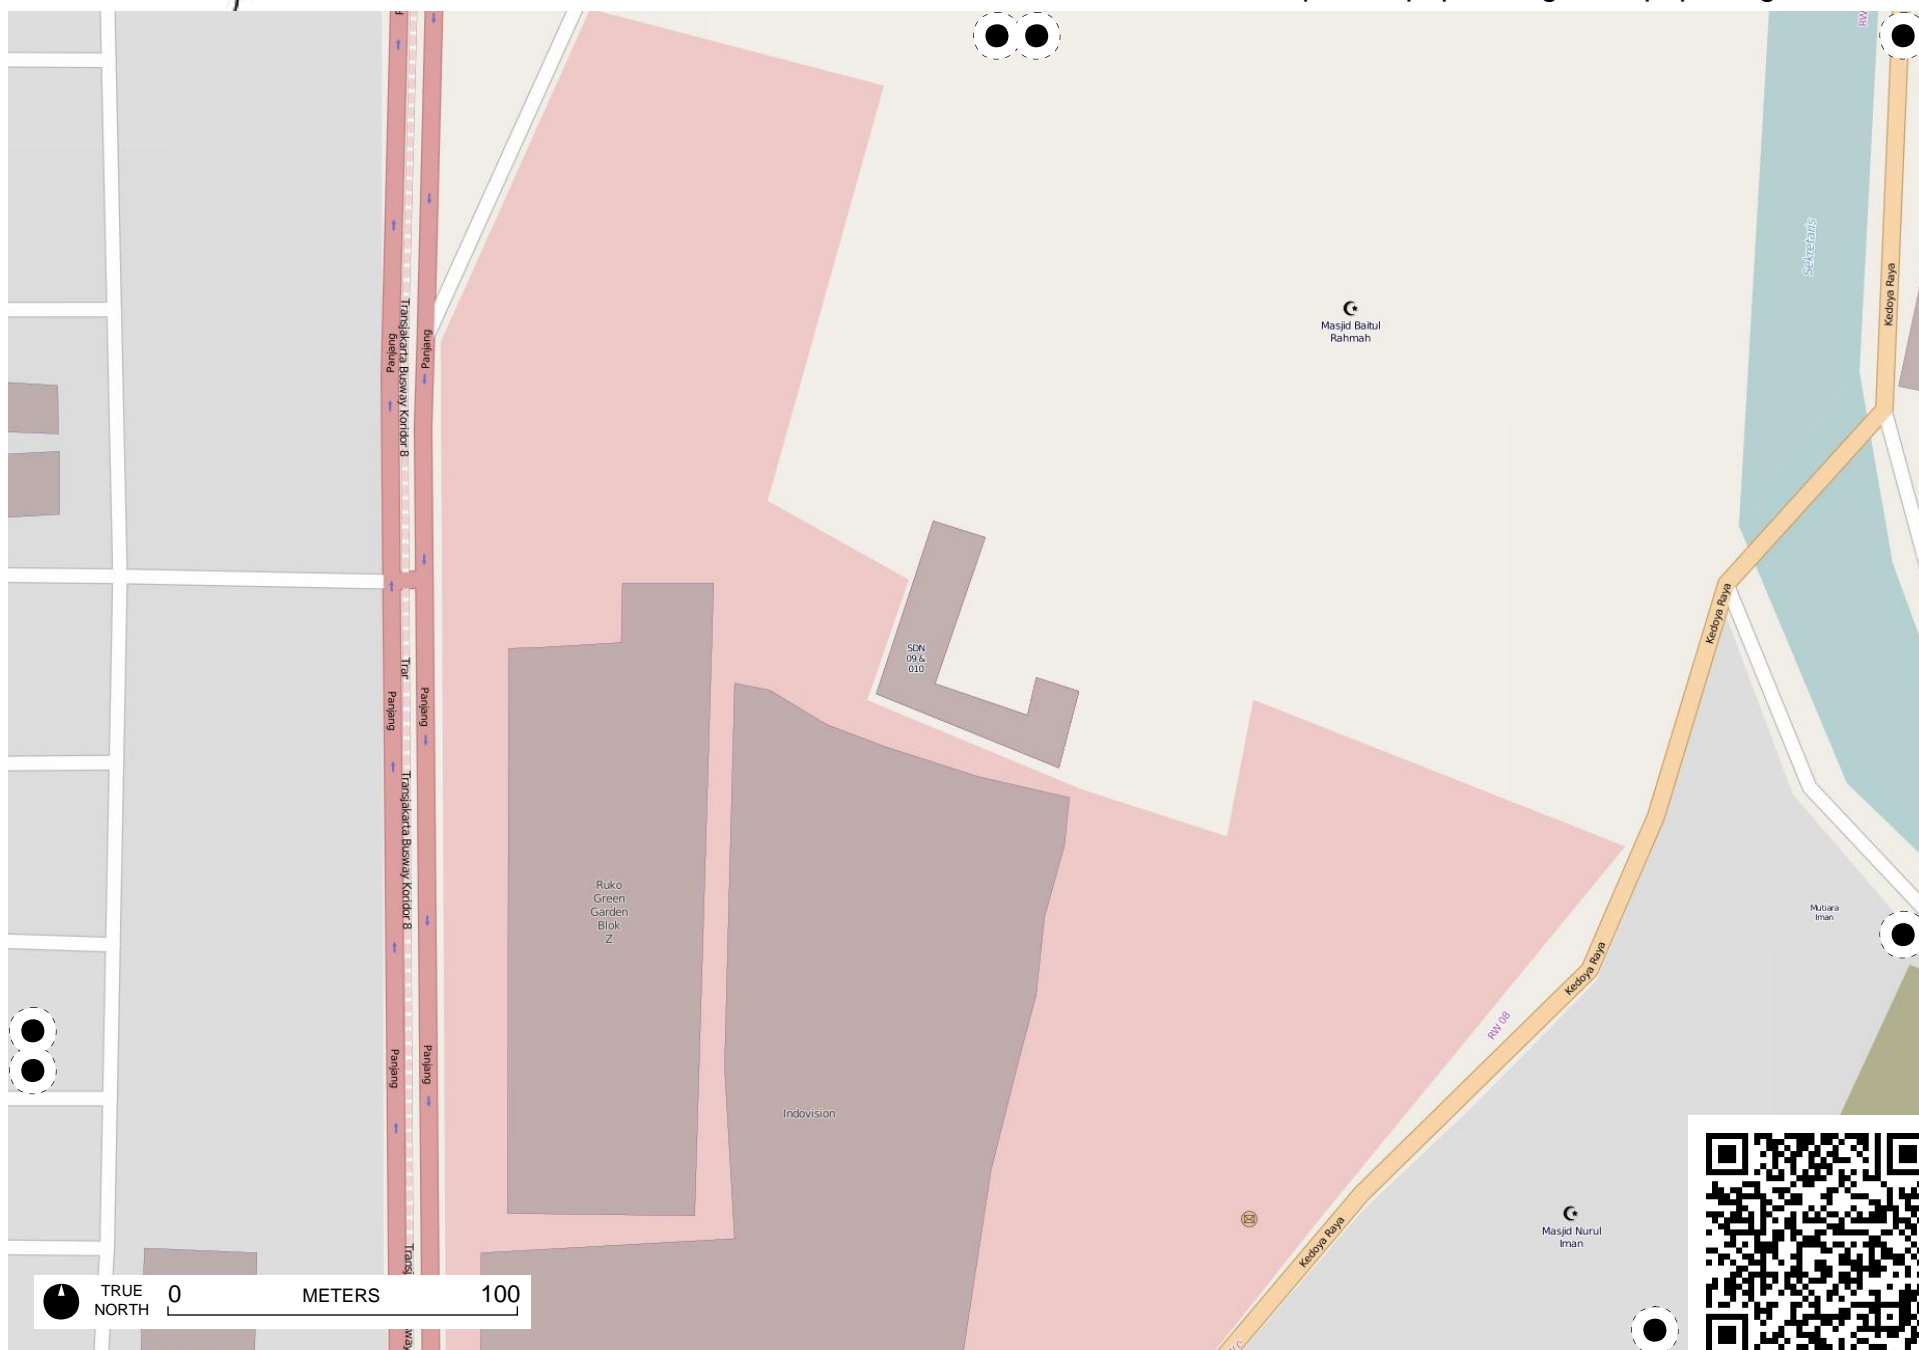 RW
Sekretaris
Kedoya Raya
Masjid Baitul
Rahmah
Transjakarta Busway Koridor 8
Panjang
Panjang
Kedoya Raya
SDN
09 &
010
Panjang
Panjang
Transjakarta Busway Koridor 8
Ruko
Green
Garden
Blok
Z
Mutiara
Iman
Kedoya Raya
RW 08
Panjang
Panjang
Indovision
Kedoya Raya
Masjid Nurul
Iman
TRUE
NORTH
0 METERS 100